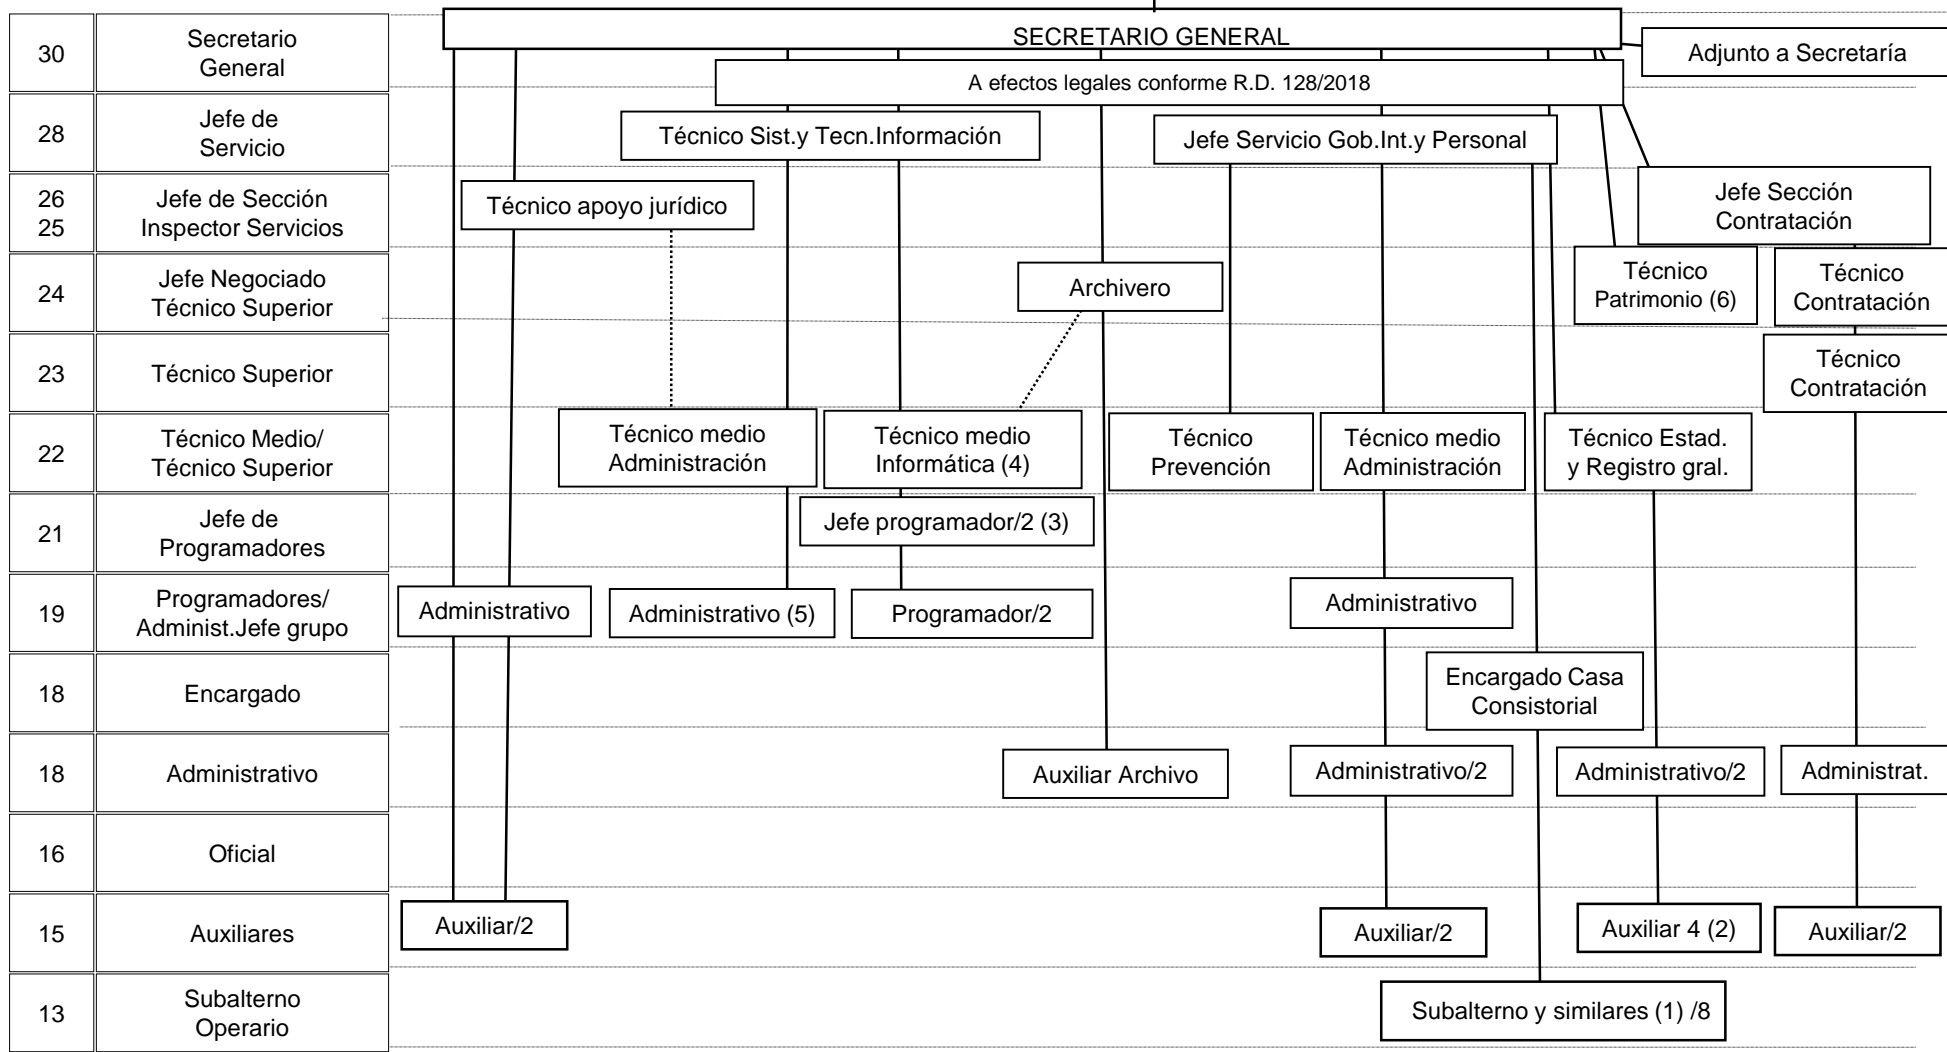 SECRETARIO GENERAL
30
Secretario
General
Adjunto a Secretaría
A efectos legales conforme R.D. 128/2018
28
Jefe de
Servicio
Técnico Sist.y Tecn.Información
Jefe Servicio Gob.Int.y Personal
26
25
Jefe de Sección
Inspector Servicios
Técnico apoyo jurídico
Jefe Sección
Contratación
24
Jefe Negociado
Técnico Superior
Archivero
Técnico
Patrimonio (6)
Técnico
Contratación
23
Técnico Superior
Técnico
Contratación
22
Técnico Medio/
Técnico Superior
Técnico medio
Administración
Técnico medio
Informática (4)
Técnico
Prevención
Técnico medio
Administración
Técnico Estad.
y Registro gral.
21
Jefe de
Programadores
Jefe programador/2 (3)
19
Programadores/
Administ.Jefe grupo
Administrativo
Administrativo (5)
Programador/2
Administrativo
18
Encargado
Encargado Casa
Consistorial
18
Administrativo
Auxiliar Archivo
Administrativo/2
Administrativo/2
Administrat.
16
Oficial
15
Auxiliares
Auxiliar/2
Auxiliar/2
Auxiliar 4 (2)
Auxiliar/2
13
Subalterno
Operario
Subalterno y similares (1) /8